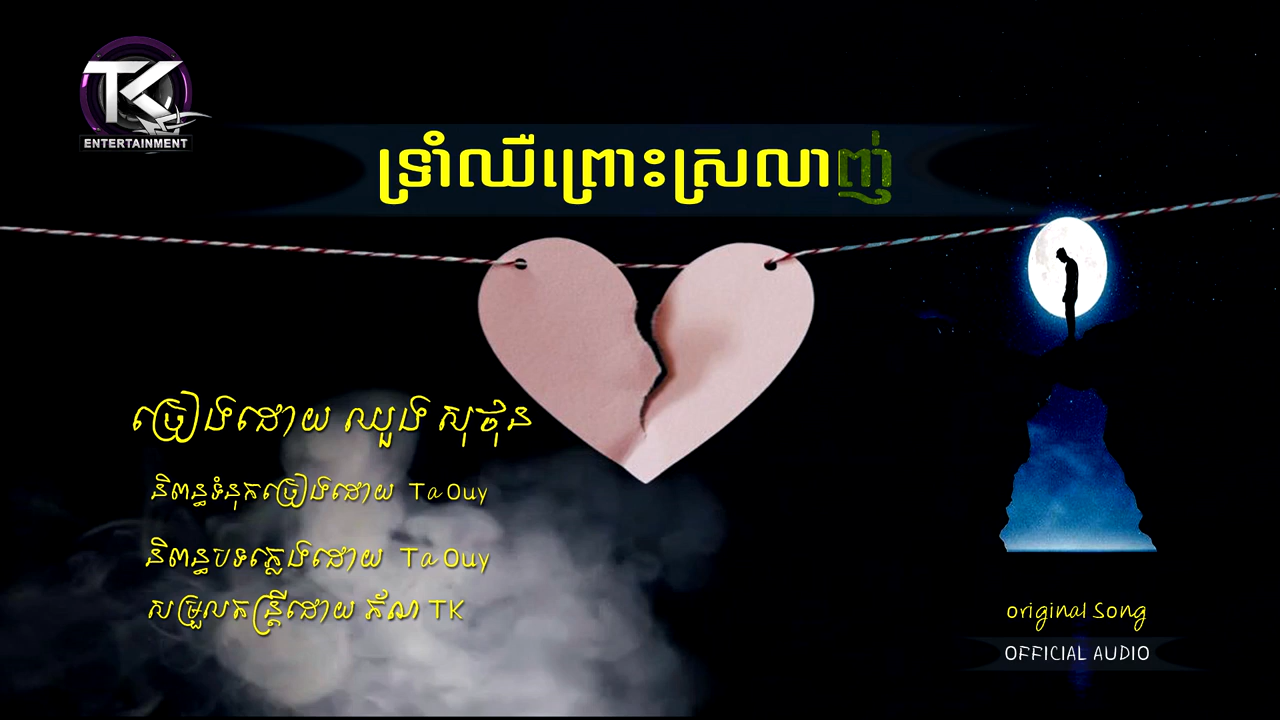 TK
ENTERTAINMENT
ទ្រាំឈឺព្រោះស្រលាញ់
ច្រៀងដោយ ឈួង សុថុន
និពន្ធទំនុកច្រៀងដោយ Ta Ouy
និពន្ធបទភ្លេងដោយ Ta Ouy
សម្រួលតន្ត្រីដោយ ភ័ណ TK
original Song
OFFICIAL AUDIO